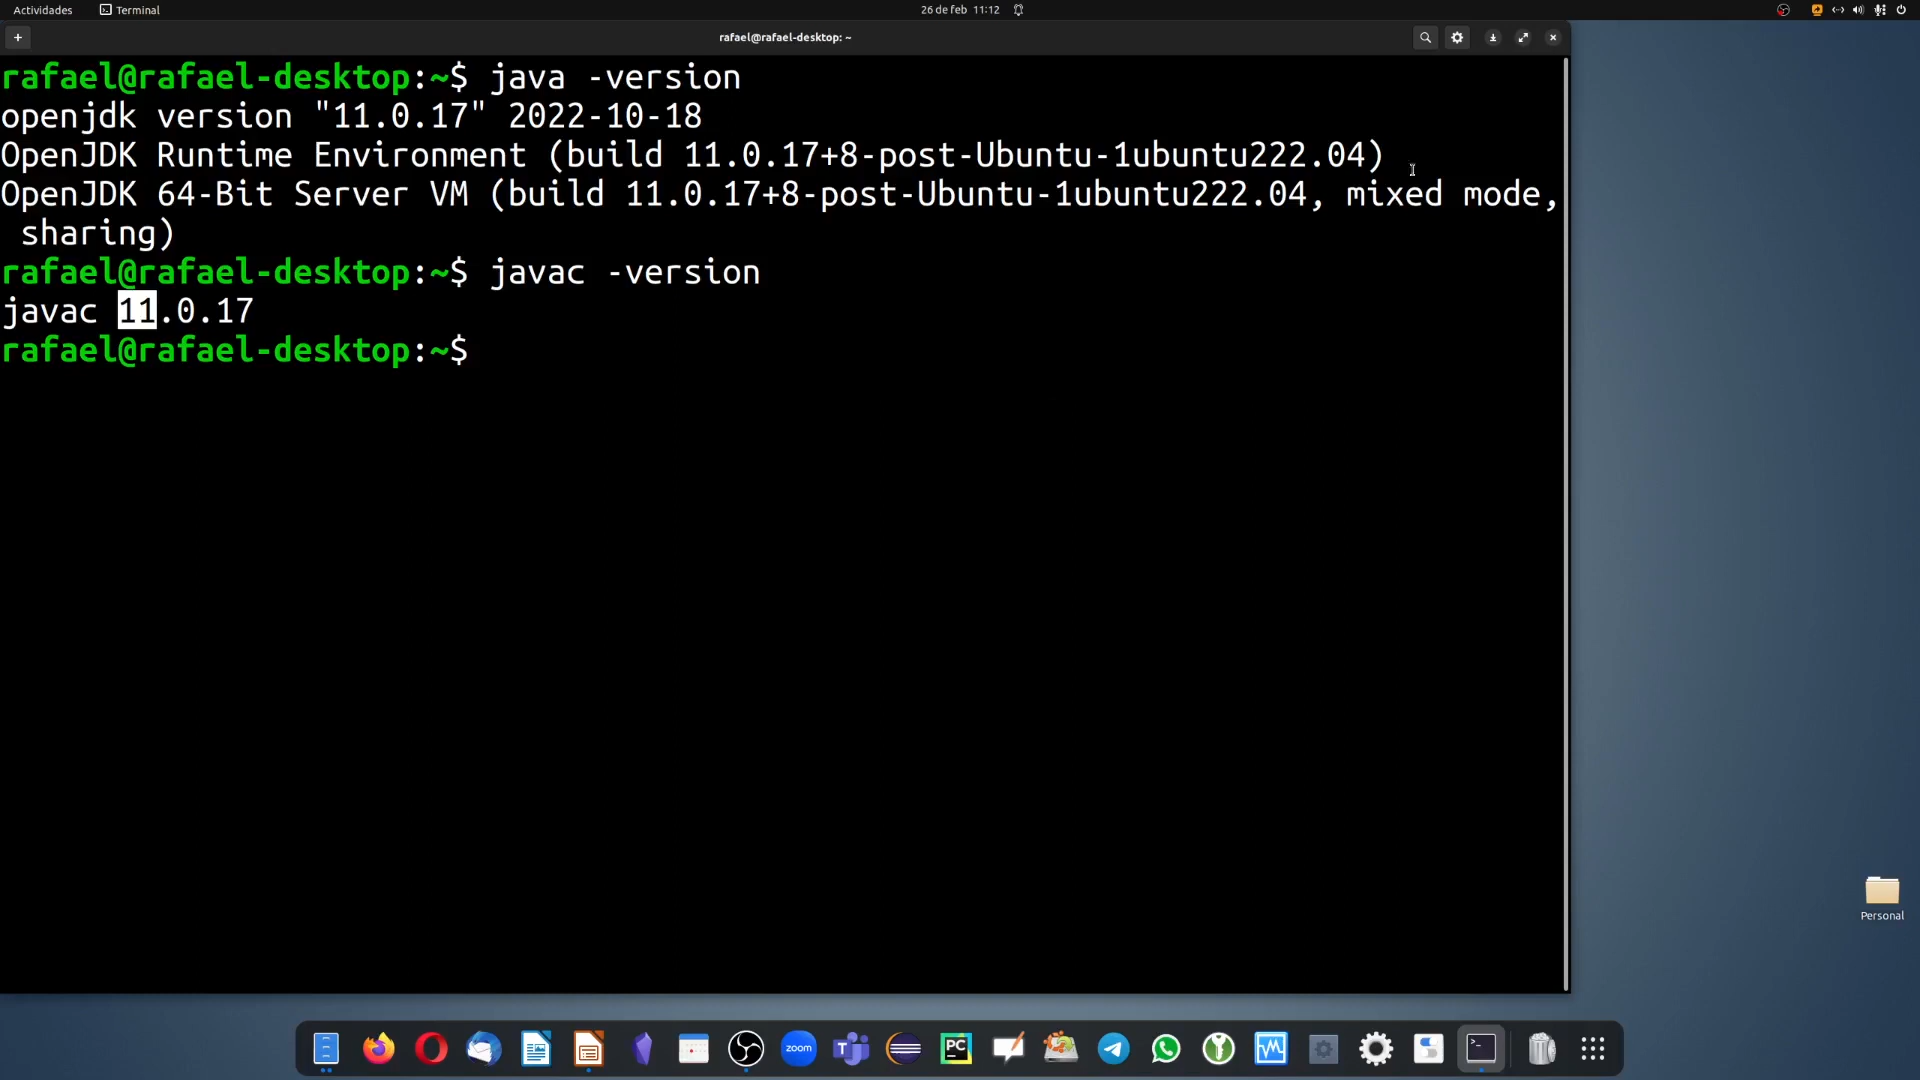 Actividades Terminal 26 de feb 11:12
rafael@rafael-desktop: ~
rafael@rafael-desktop:~$ java -version
openjdk version "11.0.17" 2022-10-18
OpenJDK Runtime Environment (build 11.0.17+8-post-Ubuntu-1ubuntu222.04)
OpenJDK 64-Bit Server VM (build 11.0.17+8-post-Ubuntu-1ubuntu222.04, mixed mode,
 sharing)
rafael@rafael-desktop:~$ javac -version
javac 11.0.17
rafael@rafael-desktop:~$
Personal
zoom
T
PC
>_